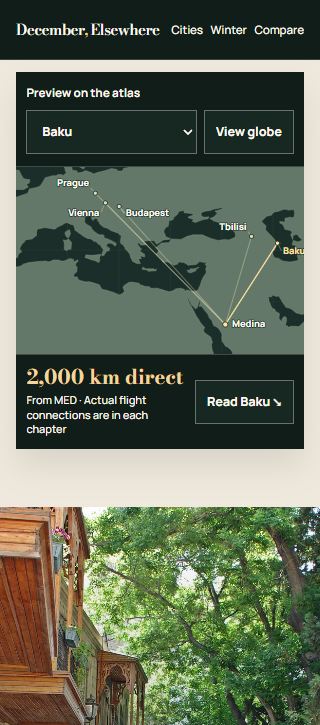 December, Elsewhere
Cities Winter Compare
Preview on the atlas
Baku
View globe
Prague
Vienna
Budapest
Tbilisi
Baku
Medina
2,000 km direct
From MED · Actual flight
connections are in each
chapter
Read Baku ↘